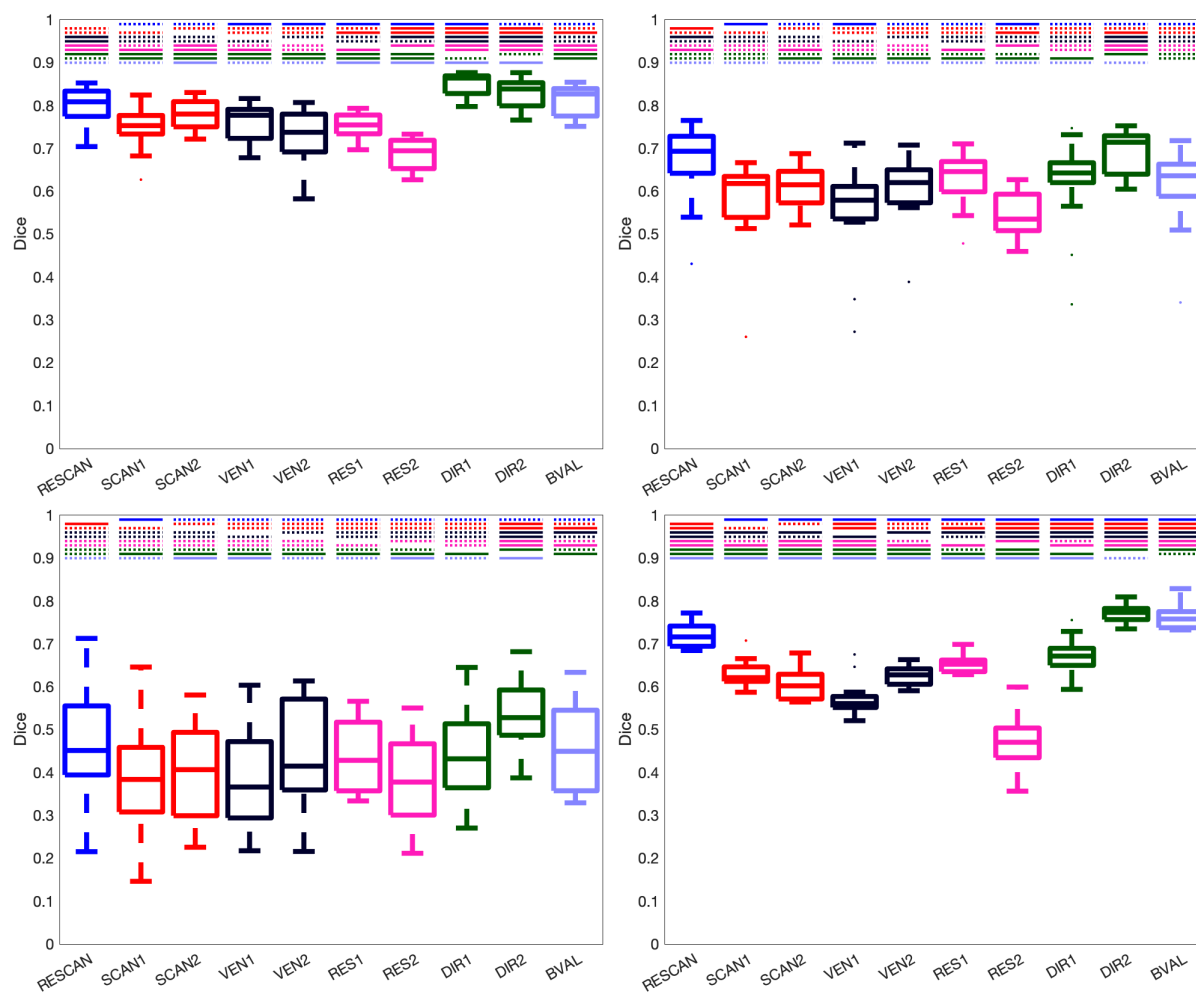 1
0.9
0.8
0.7
0.6
0.5
0.4
0.3
0.2
0.1
0
Dice
RESCAN
SCAN1
SCAN2
VEN1
VEN2
RES1
RES2
DIR1
DIR2
BVAL
1
0.9
0.8
0.7
0.6
0.5
0.4
0.3
0.2
0.1
0
Dice
RESCAN
SCAN1
SCAN2
VEN1
VEN2
RES1
RES2
DIR1
DIR2
BVAL
1
0.9
0.8
0.7
0.6
0.5
0.4
0.3
0.2
0.1
0
Dice
RESCAN
SCAN1
SCAN2
VEN1
VEN2
RES1
RES2
DIR1
DIR2
BVAL
1
0.9
0.8
0.7
0.6
0.5
0.4
0.3
0.2
0.1
0
Dice
RESCAN
SCAN1
SCAN2
VEN1
VEN2
RES1
RES2
DIR1
DIR2
BVAL